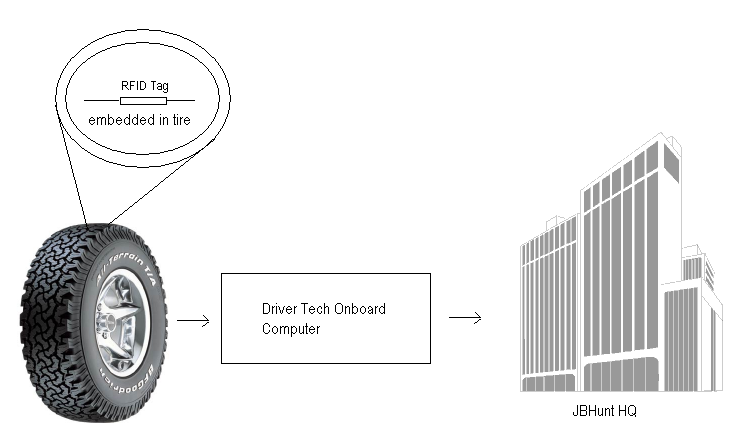 RFID Tag
embedded in tire
All-Terrain T/A
BFGoodrich
Driver Tech Onboard
Computer
JBHunt HQ